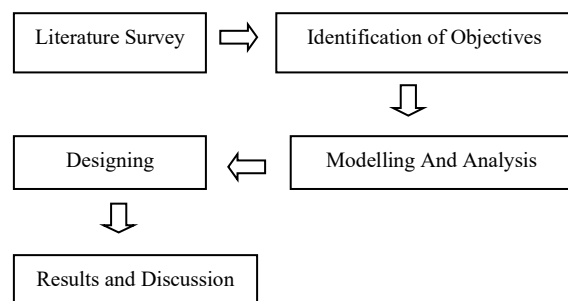 Literature Survey
Identification of Objectives
Modelling And Analysis
Designing
Results and Discussion